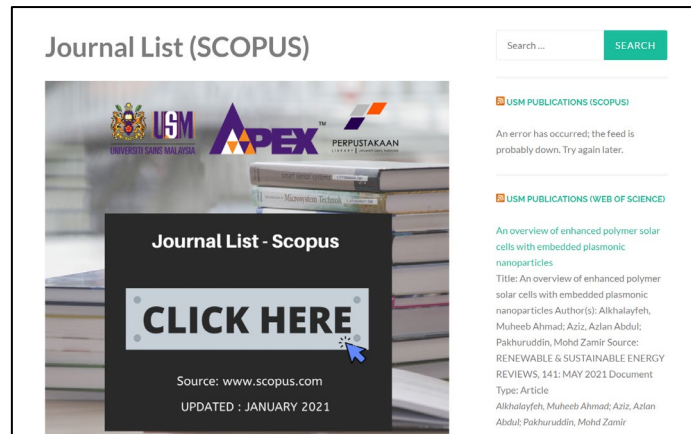 Journal List (SCOPUS)
USM
UNIVERSITI SAINS MALAYSIA
APEX™
PERPUSTAKAAN
Microsystem Technol
Journal List - Scopus
CLICK HERE
Source: www.scopus.com
UPDATED : JANUARY 2021
Search ...
SEARCH
USM PUBLICATIONS (SCOPUS)
An error has occurred; the feed is
probably down. Try again later.
USM PUBLICATIONS (WEB OF SCIENCE)
An overview of enhanced polymer solar
cells with embedded plasmonic
nanoparticles
Title: An overview of enhanced polymer
solar cells with embedded plasmonic
nanoparticles Author(s): Alkhalayfeh,
Muheeb Ahmad; Aziz, Azlan Abdul;
Pakhuruddin, Mohd Zamir Source:
RENEWABLE & SUSTAINABLE ENERGY
REVIEWS, 141: MAY 2021 Document
Type: Article
Alkhalayfeh, Muheeb Ahmad; Aziz, Azlan
Abdul; Pakhuruddin, Mohd Zamir